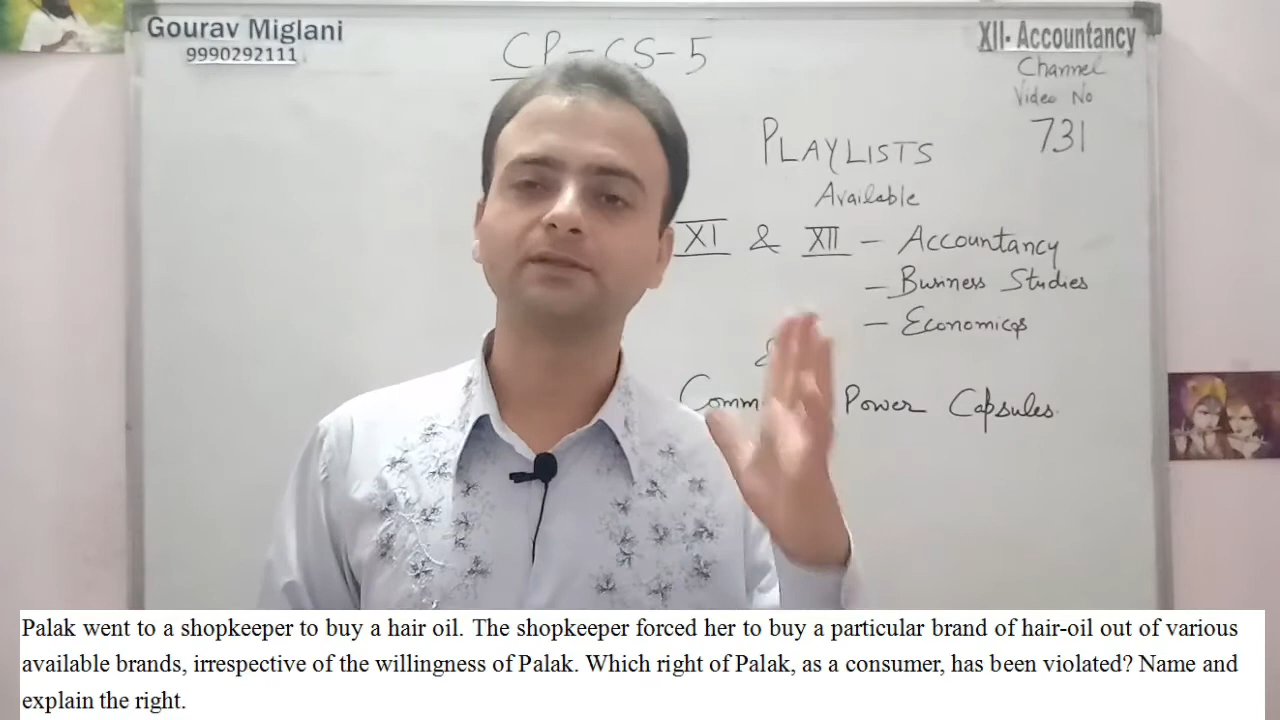 Gourav Miglani
9990292111
CP-CS-5
XII- Accountancy
Channel
Video No
731
PLAYLISTS
Available
XI & XII - Accountancy
- Business Studies
- Economics
&
Power Capsules
Palak went to a shopkeeper to buy a hair oil. The shopkeeper forced her to buy a particular brand of hair-oil out of various
available brands, irrespective of the willingness of Palak. Which right of Palak, as a consumer, has been violated? Name and
explain the right.